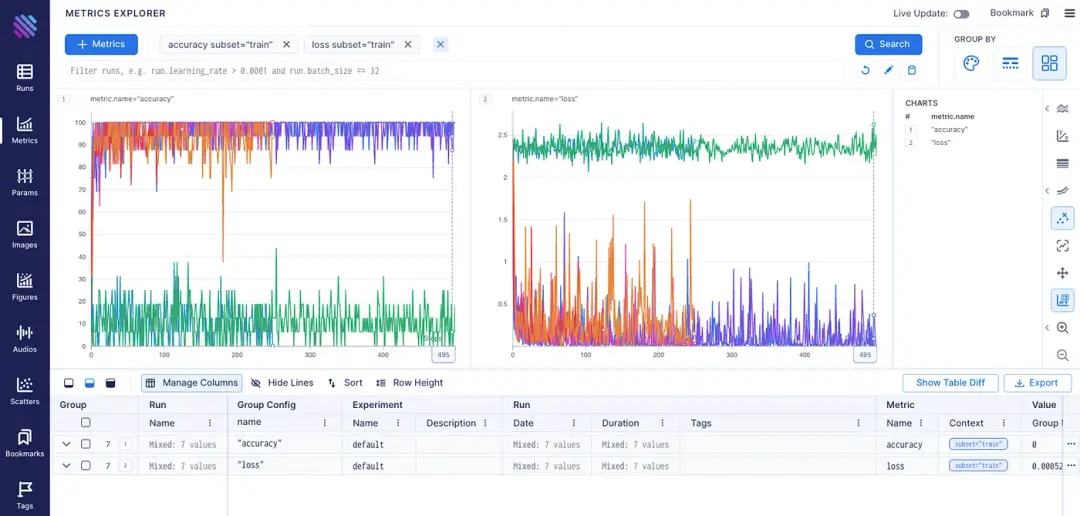 METRICS EXPLORER
Live Update:
Bookmark
+ Metrics
accuracy subset="train"
loss subset="train"
Search
GROUP BY
Filter runs, e.g. run.learning_rate > 0.0001 and run.batch_size == 32
Runs
Metrics
Params
Images
Figures
Audios
Scatters
Bookmarks
Tags
1
metric.name="accuracy"
100
90
80
70
60
50
40
30
20
10
0
0
100
200
300
400
495
2
metric.name="loss"
2.5
2
1.5
1
0.5
0
100
200
300
400
495
CHARTS
# metric.name
1 "accuracy"
2 "loss"
Manage Columns
Hide Lines
Sort
Row Height
Show Table Diff
Export
Group Run Group Config Experiment Run Metric Value
Name name Name Description Date Duration Tags Name Context Group
7 1 Mixed: 7 values "accuracy" default Mixed: 7 values Mixed: 7 values accuracy subset="train" 0
7 Mixed: 7 values "loss" default Mixed: 7 values Mixed: 7 values loss subset="train" 0.00052